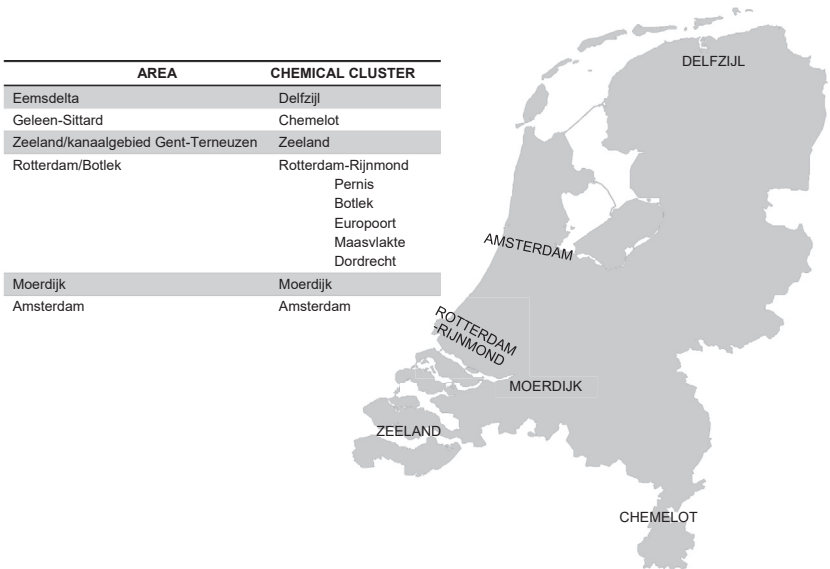 AREA CHEMICAL CLUSTER
Eemsdelta Delfzijl
Geleen-Sittard Chemelot
Zeeland/kanaalgebied Gent-Terneuzen Zeeland
Rotterdam/Botlek Rotterdam-Rijnmond
Pernis
Botlek
Europoort
Maasvlakte
Dordrecht
Moerdijk Moerdijk
Amsterdam Amsterdam
DELFZIJL
AMSTERDAM
ROTTERDAM
-RIJNMOND
MOERDIJK
ZEELAND
CHEMELOT